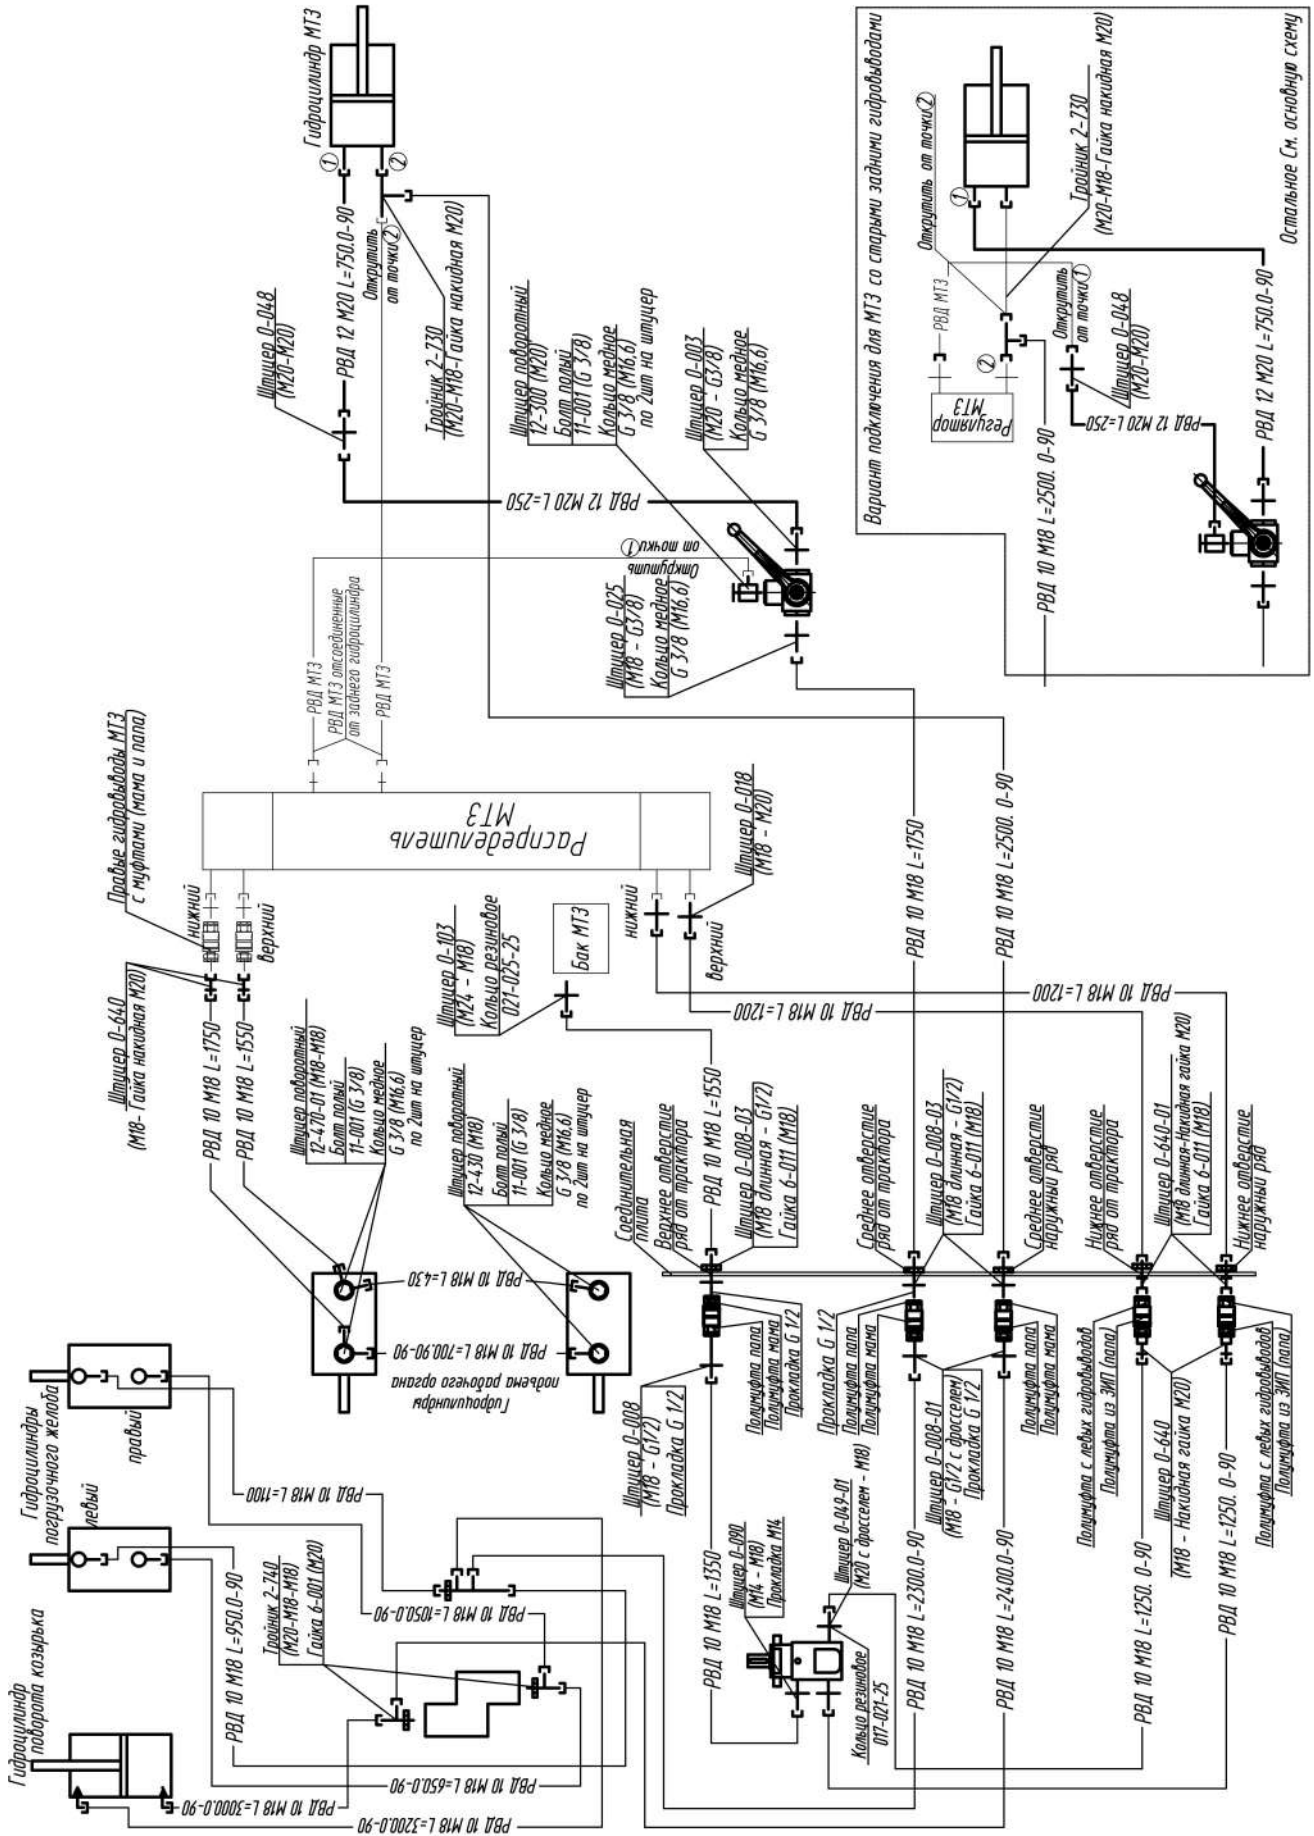 Гидроцилиндр
поворота козырька
Гидроцилиндры
погрузочного желоба
левый
правый
РВД 10 М18 L=3200.0-90
РВД 10 М18 L=3000.0-90
РВД 10 М18 L=650.0-90
РВД 10 М18 L=950.0-90
РВД 10 М18 L=1050.0-90
РВД 10 М18 L=1100
Тройник 2-740
(М20-М18-М18)
Гайка 6-001 (М20)
Гидроцилиндры
подъема рабочего органа
РВД 10 М18 L=700.90-90
РВД 10 М18 L=430
Штуцер 0-640
(М18- Гайка накидная М20)
РВД 10 М18 L=1750
РВД 10 М18 L=1550
Правые гидровыводы МТЗ
с муфтами (мама и папа)
нижний
верхний
Штуцер поворотный
12-470-01 (М18-М18)
Болт полый
11-001 (G 3/8)
Кольцо медное
G 3/8 (М16,6)
по 2шт на штуцер
Штуцер поворотный
12-430 (М18)
Болт полый
11-001 (G 3/8)
Кольцо медное
G 3/8 (М16,6)
по 2шт на штуцер
Распределитель
МТЗ
РВД МТЗ
РВД МТЗ отсоединенные
от заднего гидроцилиндра
РВД МТЗ
Штуцер 0-103
(М24 - М18)
Кольцо резиновое
021-025-25
Бак МТЗ
нижний
верхний
Штуцер 0-018
(М18 - М20)
РВД 10 М18 L=1200
РВД 10 М18 L=1200
Гидроцилиндр МТЗ
1
2
Штуцер 0-048
(М20-М20)
РВД 12 М20 L=750.0-90
Открутить
от точки 2
Тройник 2-730
(М20-М18-Гайка накидная М20)
РВД 12 М20 L=250
Штуцер поворотный
12-300 (М20)
Болт полый
11-001 (G 3/8)
Кольцо медное
G 3/8 (М16,6)
по 2шт на штуцер
Штуцер 0-003
(М20 - G3/8)
Кольцо медное
G 3/8 (М16,6)
Открутить
от точки 1
Штуцер 0-025
(М18 - G3/8)
Кольцо медное
G 3/8 (М16,6)
РВД 10 М18 L=1750
РВД 10 М18 L=2500. 0-90
Соединительная
плита
Верхнее отверстие
ряд от трактора
РВД 10 М18 L=1550
Штуцер 0-008-03
(М18 длинная - G1/2)
Гайка 6-011 (М18)
Среднее отверстие
ряд от трактора
Штуцер 0-008-03
(М18 длинная - G1/2)
Гайка 6-011 (М18)
Среднее отверстие
наружный ряд
Нижнее отверстие
ряд от трактора
Штуцер 0-640-01
(М18 длинная-Накидная гайка М20)
Гайка 6-011 (М18)
Нижнее отверстие
наружный ряд
Штуцер 0-008
(М18 - G1/2)
Прокладка G 1/2
Полумуфта папа
Полумуфта мама
Прокладка G 1/2
Прокладка G 1/2
Полумуфта папа
Полумуфта мама
Штуцер 0-008-01
(М18 - G1/2 с дросселем)
Прокладка G 1/2
Полумуфта папа
Полумуфта мама
Полумуфта с левых гидровыводов
Полумуфта из ЗИП (папа)
Штуцер 0-640
(М18 - Накидная гайка М20)
Полумуфта с левых гидровыводов
Полумуфта из ЗИП (папа)
РВД 10 М18 L=1350
Штуцер 0-090
(М14 - М18)
Прокладка М14
Штуцер 0-049-01
(М20 с дросселем - М18)
Кольцо резиновое
017-021-25
РВД 10 М18 L=2300.0-90
РВД 10 М18 L=2400.0-90
РВД 10 М18 L=1250. 0-90
РВД 10 М18 L=1250. 0-90
Вариант подключения для МТЗ со старыми задними гидровыводами
Открутить от точки 2
1
РВД МТЗ
Регулятор
МТЗ
2
Тройник 2-730
(М20-М18-Гайка накидная М20)
Открутить
от точки 1
Штуцер 0-048
(М20-М20)
РВД 10 М18 L=2500. 0-90
РВД 12 М20 L=250
РВД 12 М20 L=750.0-90
Остальное См. основную схему